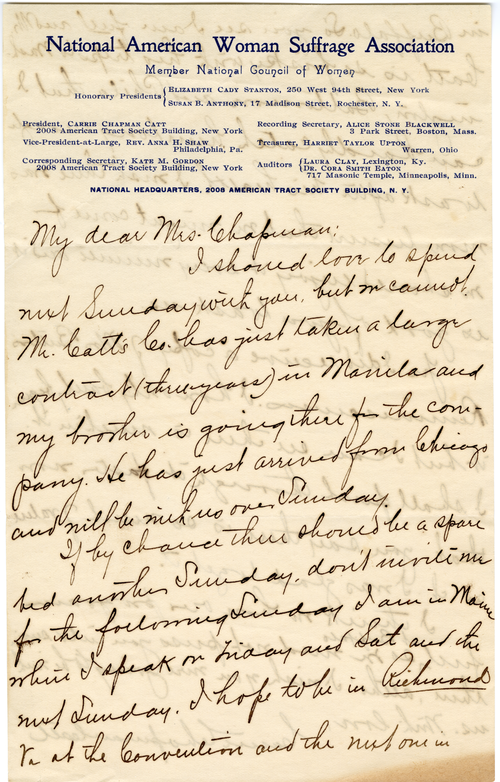 National American Woman Suffrage Association
Member National Council of Women
Honorary Presidents { ELIZABETH CADY STANTON, 250 West 94th Street, New York
SUSAN B. ANTHONY, 17 Madison Street, Rochester, N. Y.
President, CARRIE CHAPMAN CATT
2008 American Tract Society Building, New York
Vice-President-at-Large, REV. ANNA H. SHAW
Philadelphia, Pa.
Corresponding Secretary, KATE M. GORDON
2008 American Tract Society Building, New York
Recording Secretary, ALICE STONE BLACKWELL
3 Park Street, Boston, Mass.
Treasurer, HARRIET TAYLOR UPTON
Warren, Ohio
Auditors { LAURA CLAY, Lexington, Ky.
DR. CORA SMITH EATON
717 Masonic Temple, Minneapolis, Minn.
NATIONAL HEADQUARTERS, 2008 AMERICAN TRACT SOCIETY BUILDING, N. Y.
My dear Mrs. Chapman;
I should love to spend
next Sunday with you, but cannot.
Mr. Catts Co. has just taken a large
contract (three years) in Manila and
my brother is going there for the com-
pany. He has just arrived from Chicago
and will be with us over Sunday.
If by chance there should be a spare
bed another Sunday, don't invite me
for the following Sunday I am in Maine
where I speak on Friday and Sat and the
next Sunday. I hope to be in Richmond
Va at the Convention and the next one in